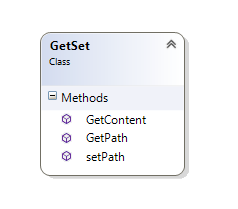 GetSet
Class
Methods
GetContent
GetPath
setPath